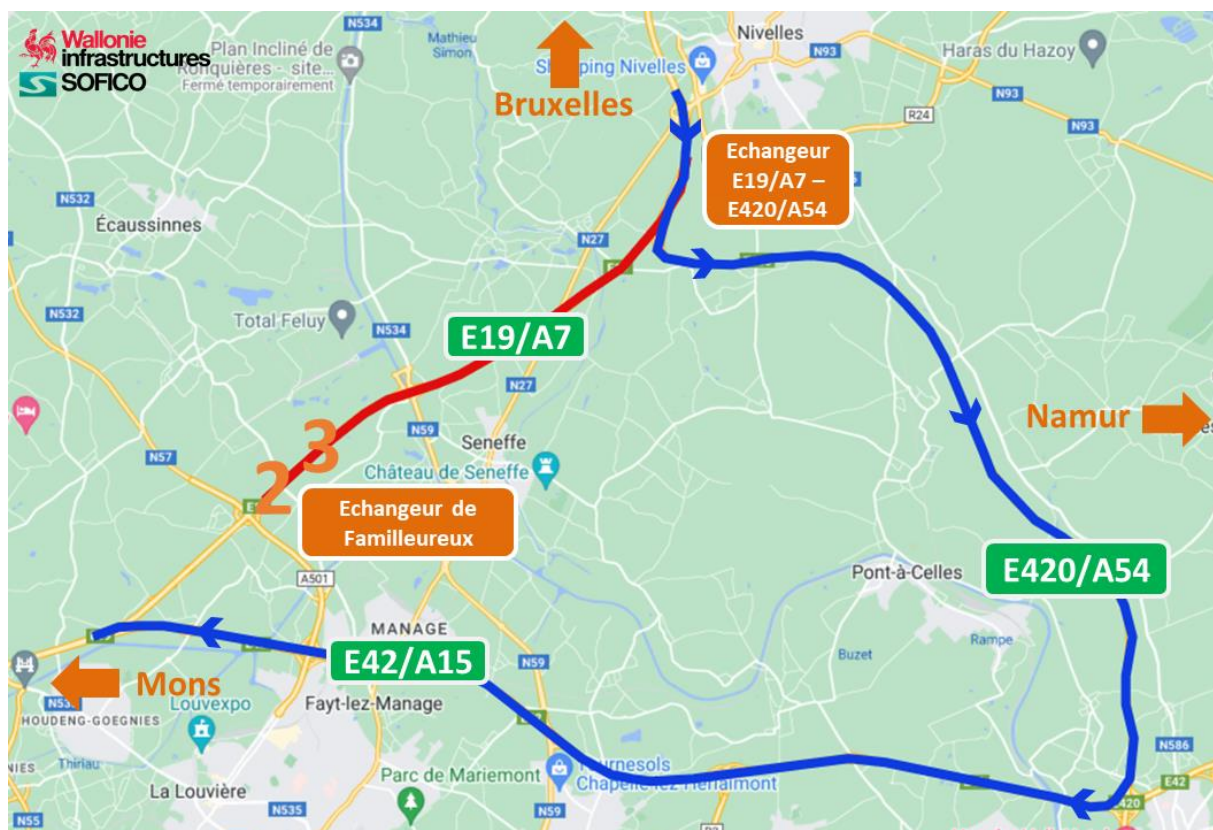 Wallonie
infrastructures
SOFICO
N534
Mathieu
Simon
Nivelles
N93
Plan Incliné de
Ronquières - site...
Fermé temporairement
Shopping Nivelles
Haras du Hazoy
Bruxelles
N93
R24
N93
Echangeur
E19/A7 –
E420/A54
N532
Écaussinnes
N27
N532
Total Feluy
N534
E19/A7
N27
Namur
3
N59
Seneffe
N57
2
Château de Seneffe
Echangeur de
Familleureux
A501
Pont-à-Celles
E420/A54
MANAGE
Rampe
E42/A15
Buzet
N59
Mons
Louvexpo
Fayt-lez-Manage
HOUDENG-GOEGNIES
Thiriau
N586
E42
La Louvière
Parc de Mariemont
N535
N59
E420
N55